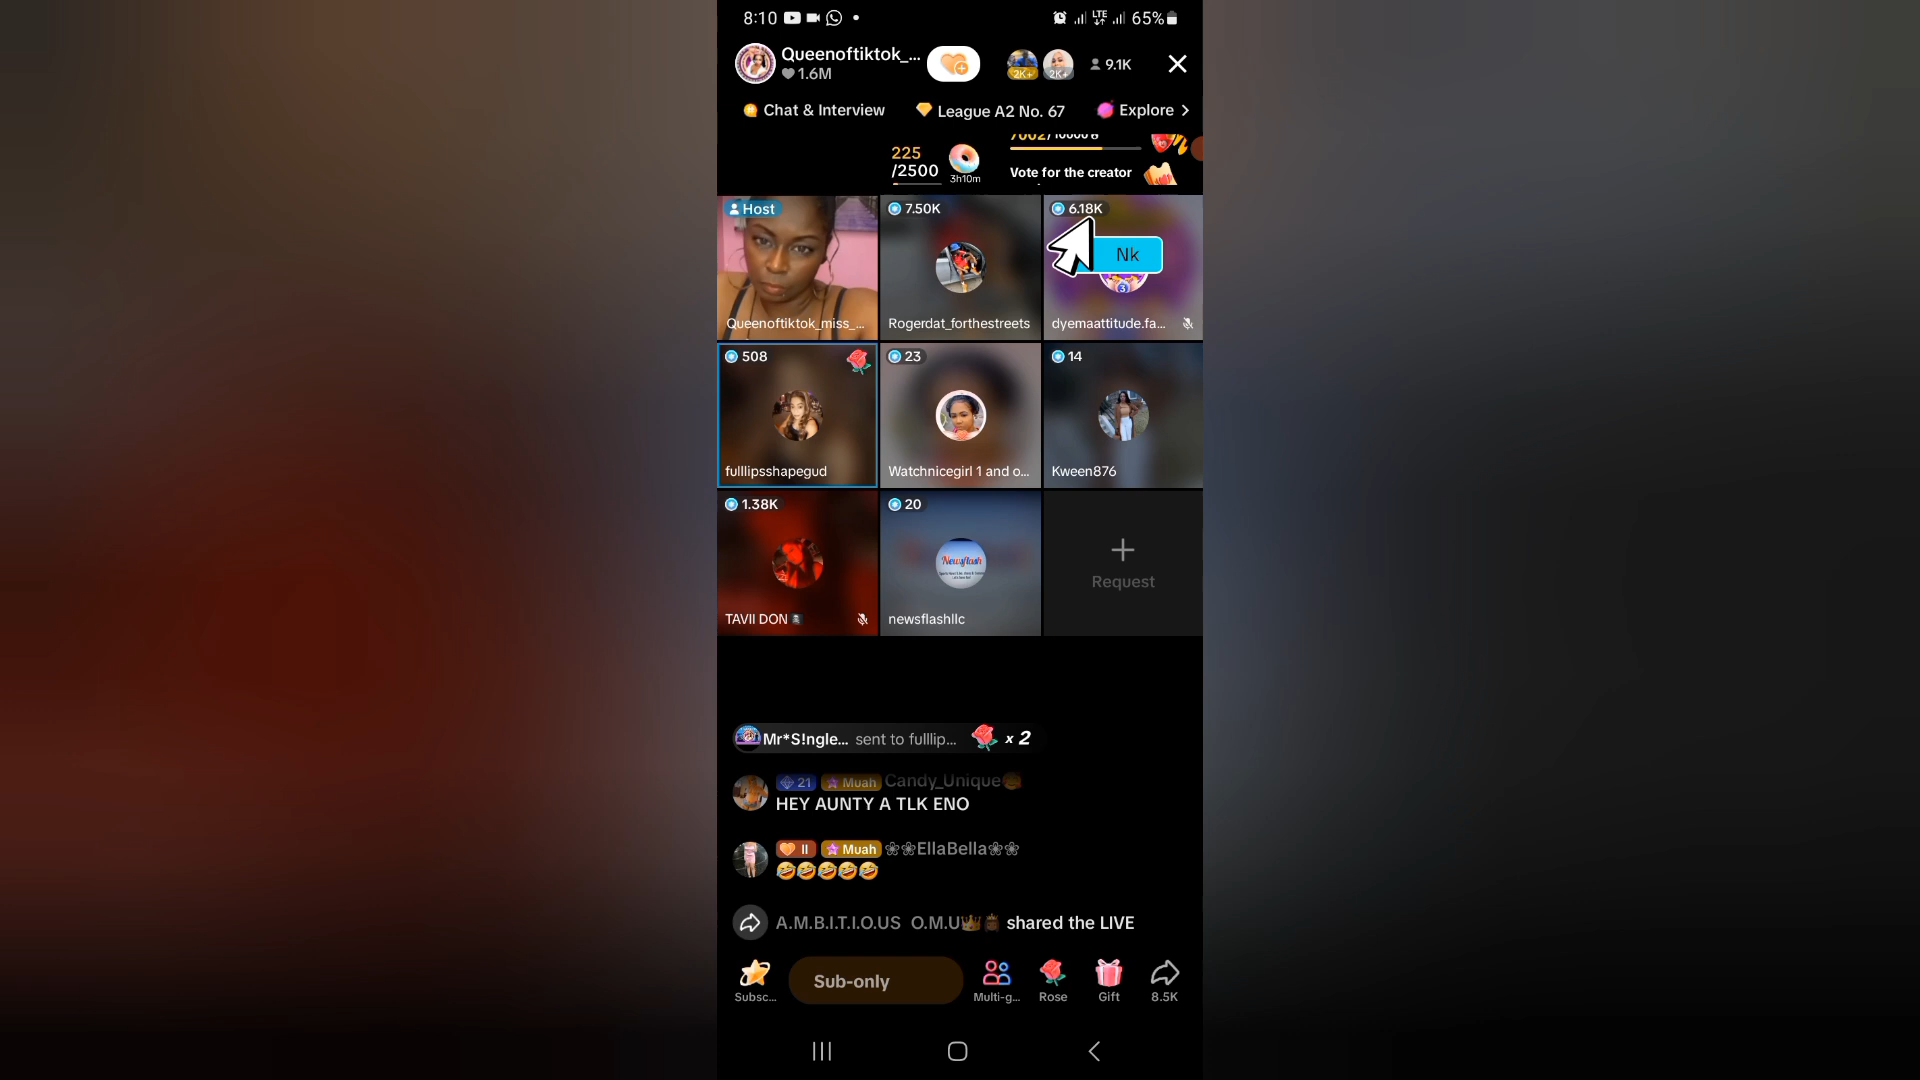 8:10
LTE
65%
Queenoftiktok_...
1.6M
2K+
2K+
9.1K
Chat & Interview
League A2 No. 67
Explore
225
/2500
3h10m
Vote for the creator
Host
7.50K
6.18K
Nk
3
Queenoftiktok_miss_...
Rogerdat_forthestreets
dyemaattitude.fa...
508
23
14
fulllipsshapegud
Watchnicegirl 1 and o...
Kween876
1.38K
20
Newsflash
Request
TAVII DON
newsflashllc
Mr*S!ngle... sent to fulllip... x 2
21 Muah Candy_Unique
HEY AUNTY A TLK ENO
II Muah ❀❀EllaBella❀❀
🤣🤣🤣🤣🤣
A.M.B.I.T.I.O.US O.M.U shared the LIVE
Sub-only
Subsc...
Multi-g...
Rose
Gift
8.5K